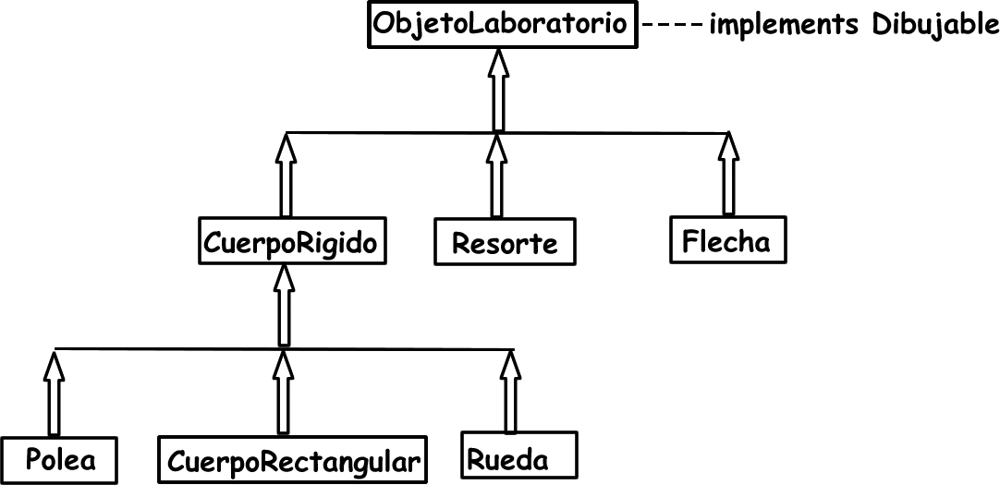 ObjetoLaboratorio
implements Dibujable
CuerpoRigido
Resorte
Flecha
Polea
CuerpoRectangular
Rueda